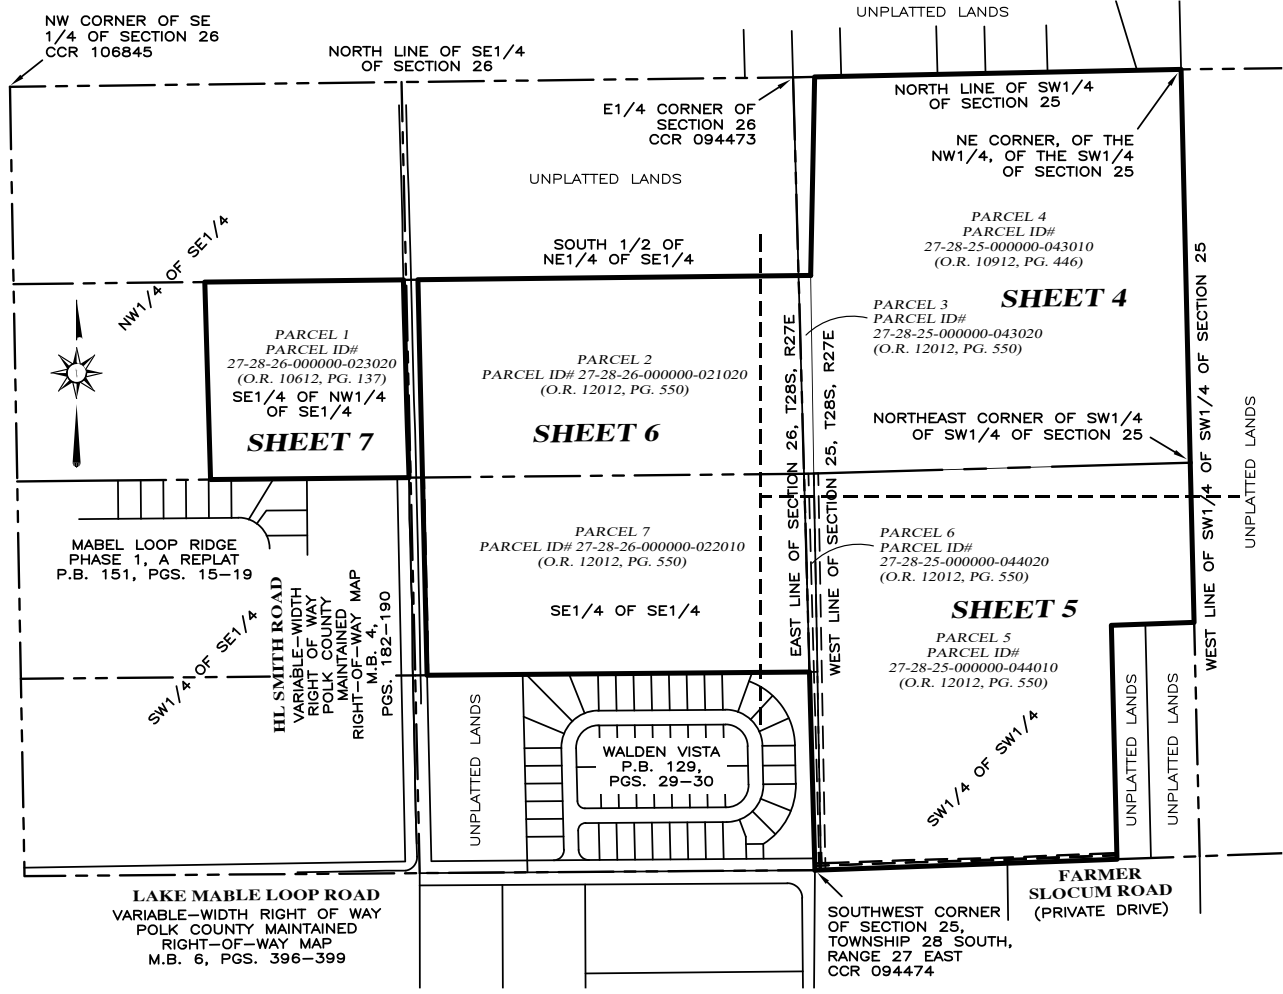 UNPLATTED LANDS
NW CORNER OF SE
1/4 OF SECTION 26
CCR 106845
NORTH LINE OF SE1/4
OF SECTION 26
NORTH LINE OF SW1/4
OF SECTION 25
E1/4 CORNER OF
SECTION 26
CCR 094473
NE CORNER, OF THE
NW1/4, OF THE SW1/4
OF SECTION 25
UNPLATTED LANDS
NW1/4 OF SE1/4
SOUTH 1/2 OF
NE1/4 OF SE1/4
PARCEL 4
PARCEL ID#
27-28-25-000000-043010
(O.R. 10912, PG. 446)
SHEET 4
PARCEL 3
PARCEL ID#
27-28-25-000000-043020
(O.R. 12012, PG. 550)
PARCEL 1
PARCEL ID#
27-28-26-000000-023020
(O.R. 10612, PG. 137)
SE1/4 OF NW1/4
OF SE1/4
SHEET 7
PARCEL 2
PARCEL ID# 27-28-26-000000-021020
(O.R. 12012, PG. 550)
SHEET 6
EAST LINE OF SECTION 26, T28S, R27E
WEST LINE OF SECTION 25, T28S, R27E
NORTHEAST CORNER OF SW1/4
OF SW1/4 OF SECTION 25
WEST LINE OF SW1/4 OF SW1/4 OF SECTION 25
UNPLATTED LANDS
MABEL LOOP RIDGE
PHASE 1, A REPLAT
P.B. 151, PGS. 15-19
PARCEL 7
PARCEL ID# 27-28-26-000000-022010
(O.R. 12012, PG. 550)
SE1/4 OF SE1/4
PARCEL 6
PARCEL ID#
27-28-25-000000-044020
(O.R. 12012, PG. 550)
SHEET 5
PARCEL 5
PARCEL ID#
27-28-25-000000-044010
(O.R. 12012, PG. 550)
SW1/4 OF SE1/4
HL SMITH ROAD
VARIABLE-WIDTH
RIGHT OF WAY
POLK COUNTY
MAINTAINED
RIGHT-OF-WAY MAP
M.B. 4,
PGS. 182-190
UNPLATTED LANDS
WALDEN VISTA
P.B. 129,
PGS. 29-30
SW1/4 OF SW1/4
UNPLATTED LANDS
UNPLATTED LANDS
LAKE MABLE LOOP ROAD
VARIABLE-WIDTH RIGHT OF WAY
POLK COUNTY MAINTAINED
RIGHT-OF-WAY MAP
M.B. 6, PGS. 396-399
FARMER
SLOCUM ROAD
(PRIVATE DRIVE)
SOUTHWEST CORNER
OF SECTION 25,
TOWNSHIP 28 SOUTH,
RANGE 27 EAST
CCR 094474